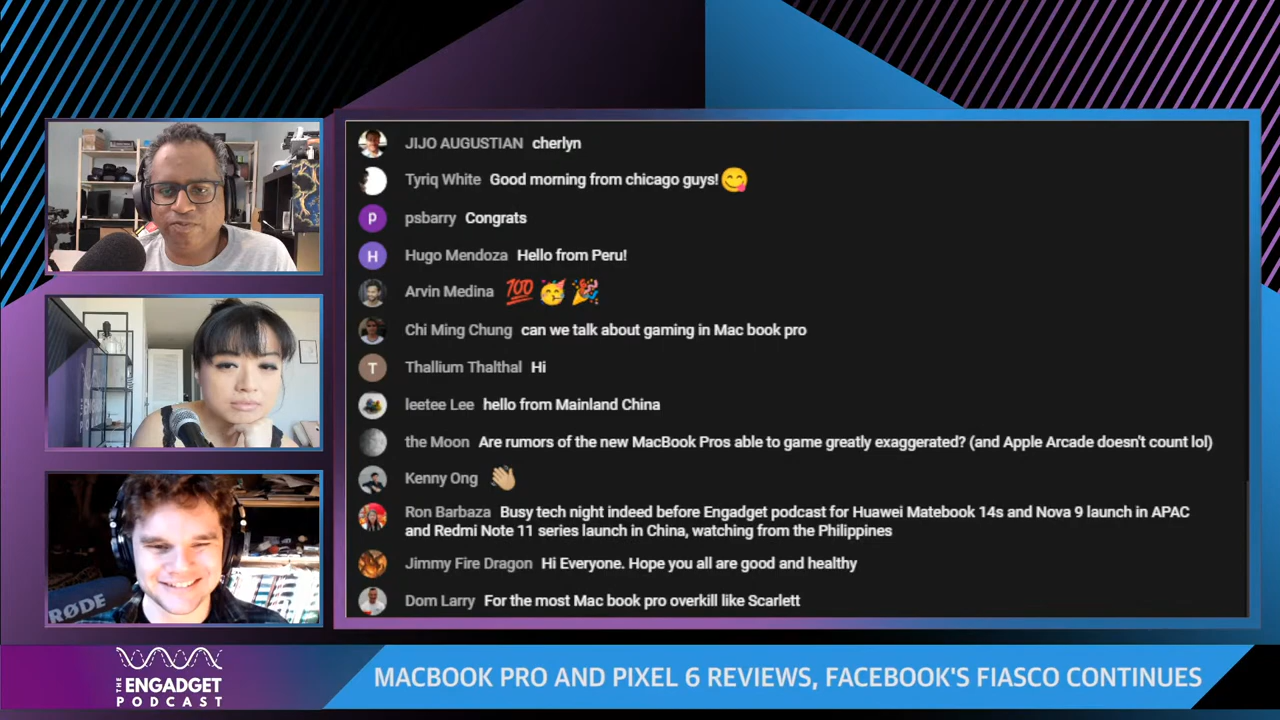 JIJO AUGUSTIAN cherlyn
Tyriq White Good morning from chicago guys!😋
P psbarry Congrats
H Hugo Mendoza Hello from Peru!
Arvin Medina 💯🥳🎉
Chi Ming Chung can we talk about gaming in Mac book pro
T Thallium Thalthal Hi
leetee Lee hello from Mainland China
the Moon Are rumors of the new MacBook Pros able to game greatly exaggerated? (and Apple Arcade doesn't count lol)
Kenny Ong 👋🏼
Ron Barbaza Busy tech night indeed before Engadget podcast for Huawei Matebook 14s and Nova 9 launch in APAC
and Redmi Note 11 series launch in China, watching from the Philippines
Jimmy Fire Dragon Hi Everyone. Hope you all are good and healthy
Dom Larry For the most Mac book pro overkill like Scarlett
RØDE
THE
ENGADGET
PODCAST
MACBOOK PRO AND PIXEL 6 REVIEWS, FACEBOOK'S FIASCO CONTINUES